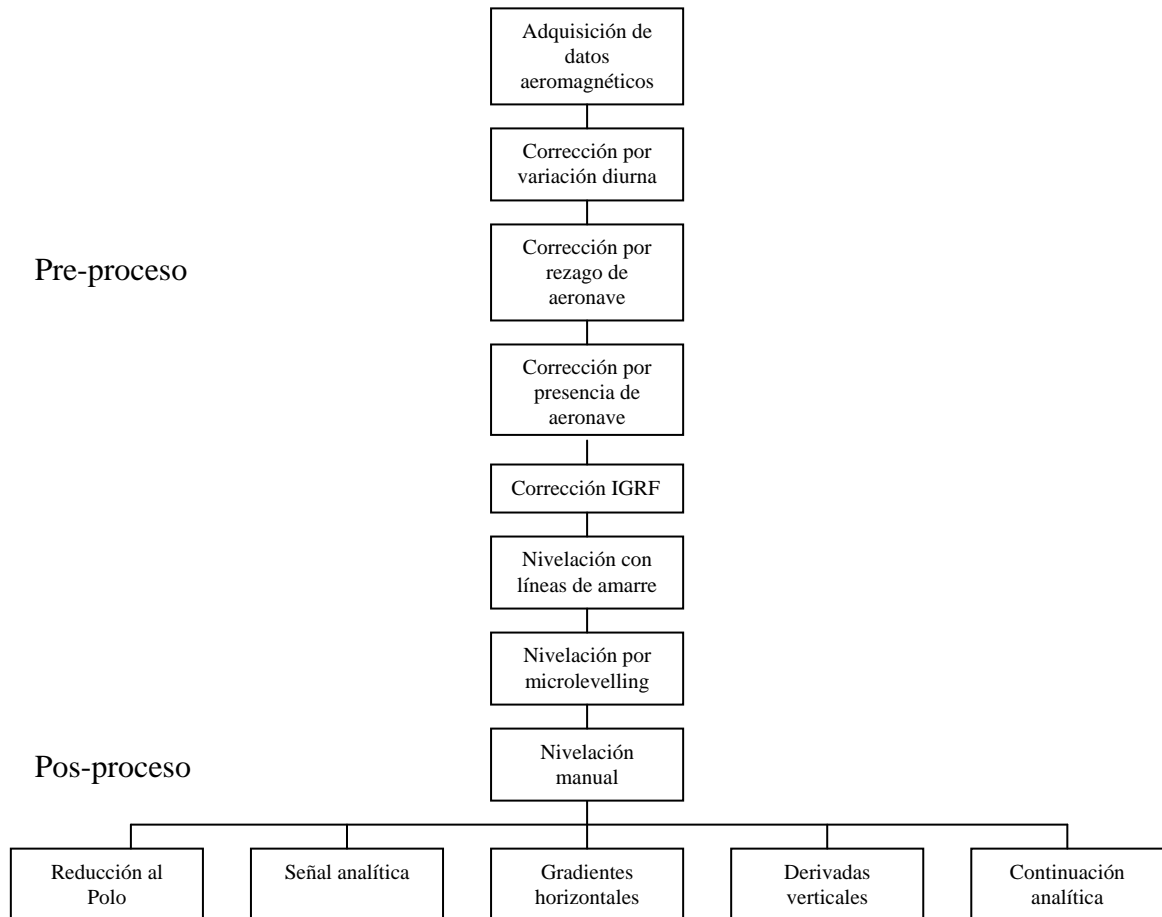 Adquisición de
datos
aeromagnéticos
Corrección por
variación diurna
Pre-proceso
Corrección por
rezago de
aeronave
Corrección por
presencia de
aeronave
Corrección IGRF
Nivelación con
líneas de amarre
Nivelación por
microlevelling
Pos-proceso
Nivelación
manual
Reducción al
Polo
Señal analítica
Gradientes
horizontales
Derivadas
verticales
Continuación
analítica